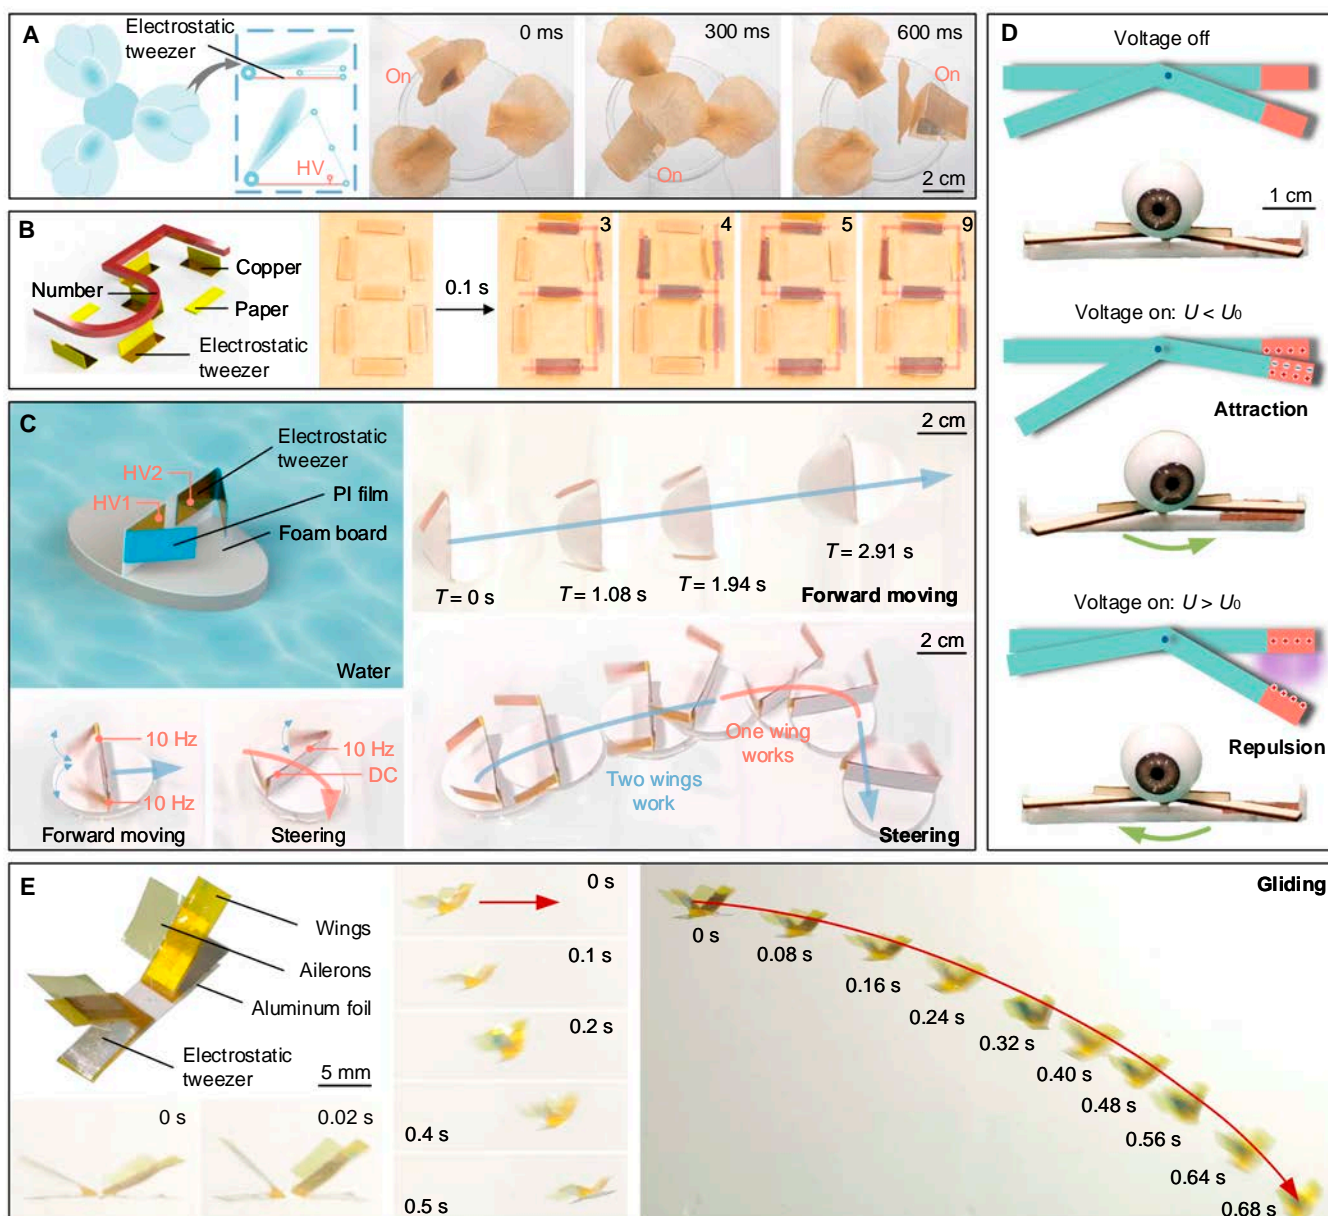 A
Electrostatic
tweezer
HV
0 ms
On
300 ms
On
600 ms
On
2 cm
B
Copper
Number
Paper
Electrostatic
tweezer
0.1 s
3
4
5
9
C
Electrostatic
tweezer
HV2
HV1
PI film
Foam board
Water
2 cm
T = 0 s
T = 1.08 s
T = 1.94 s
T = 2.91 s
Forward moving
10 Hz
10 Hz
Forward moving
10 Hz
DC
Steering
2 cm
One wing
works
Two wings
work
Steering
D
Voltage off
1 cm
Voltage on: U < U0
Attraction
Voltage on: U > U0
Repulsion
E
Wings
Ailerons
Aluminum foil
Electrostatic
tweezer
5 mm
0 s
0.02 s
0 s
0.1 s
0.2 s
0.4 s
0.5 s
Gliding
0 s
0.08 s
0.16 s
0.24 s
0.32 s
0.40 s
0.48 s
0.56 s
0.64 s
0.68 s